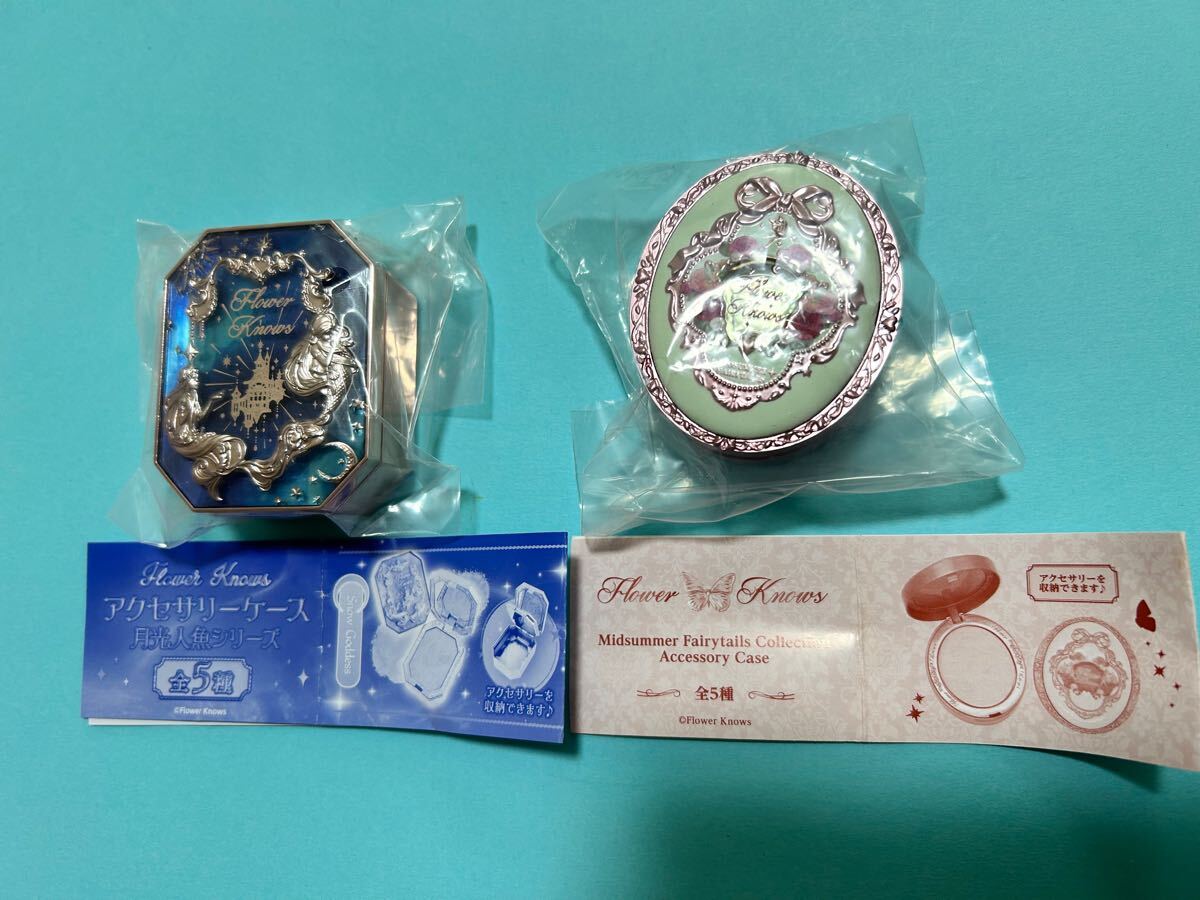 Flower
Knows
Flower
Knows
Flower Knows
アクセサリーケース
月光人魚シリーズ
全5種
©Flower Knows
Snow Goddess
アクセサリーを
収納できます♪
Flower Knows
Midsummer Fairytails Collection
Accessory Case
全5種
©Flower Knows
アクセサリーを
収納できます♪